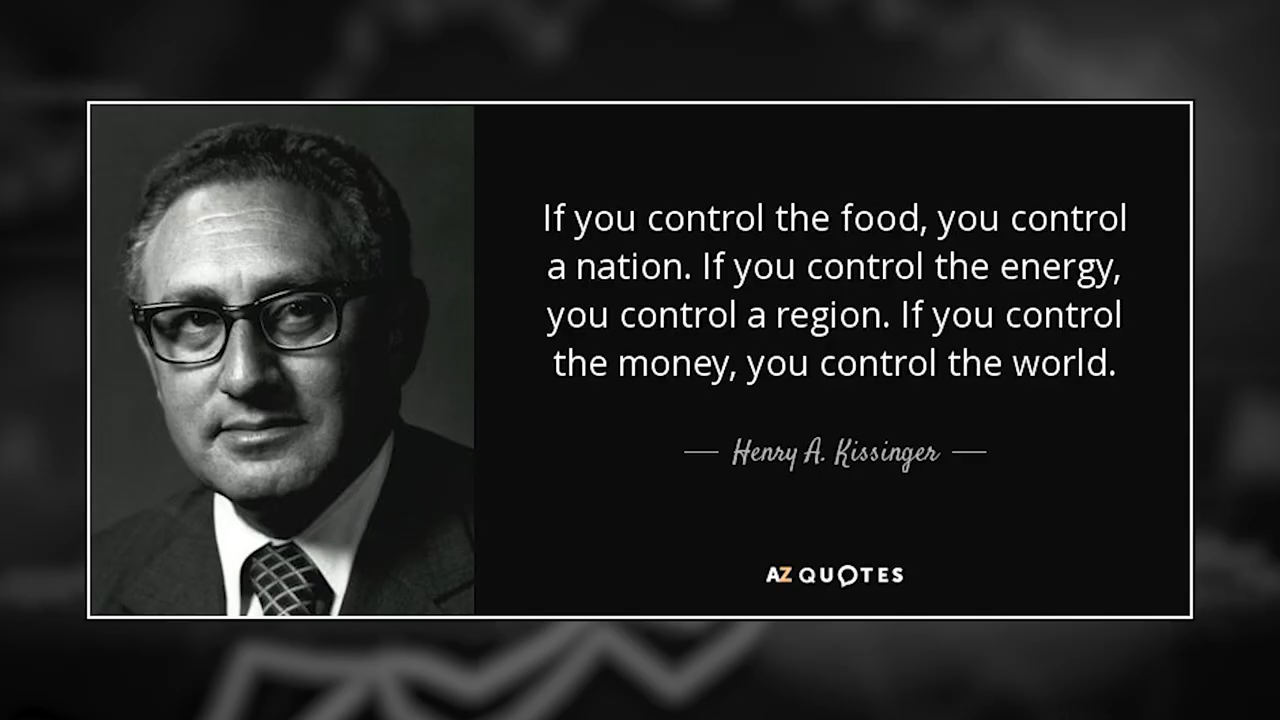 If you control the food, you control
a nation. If you control the energy,
you control a region. If you control
the money, you control the world.
Henry A. Kissinger
AZ QUOTES